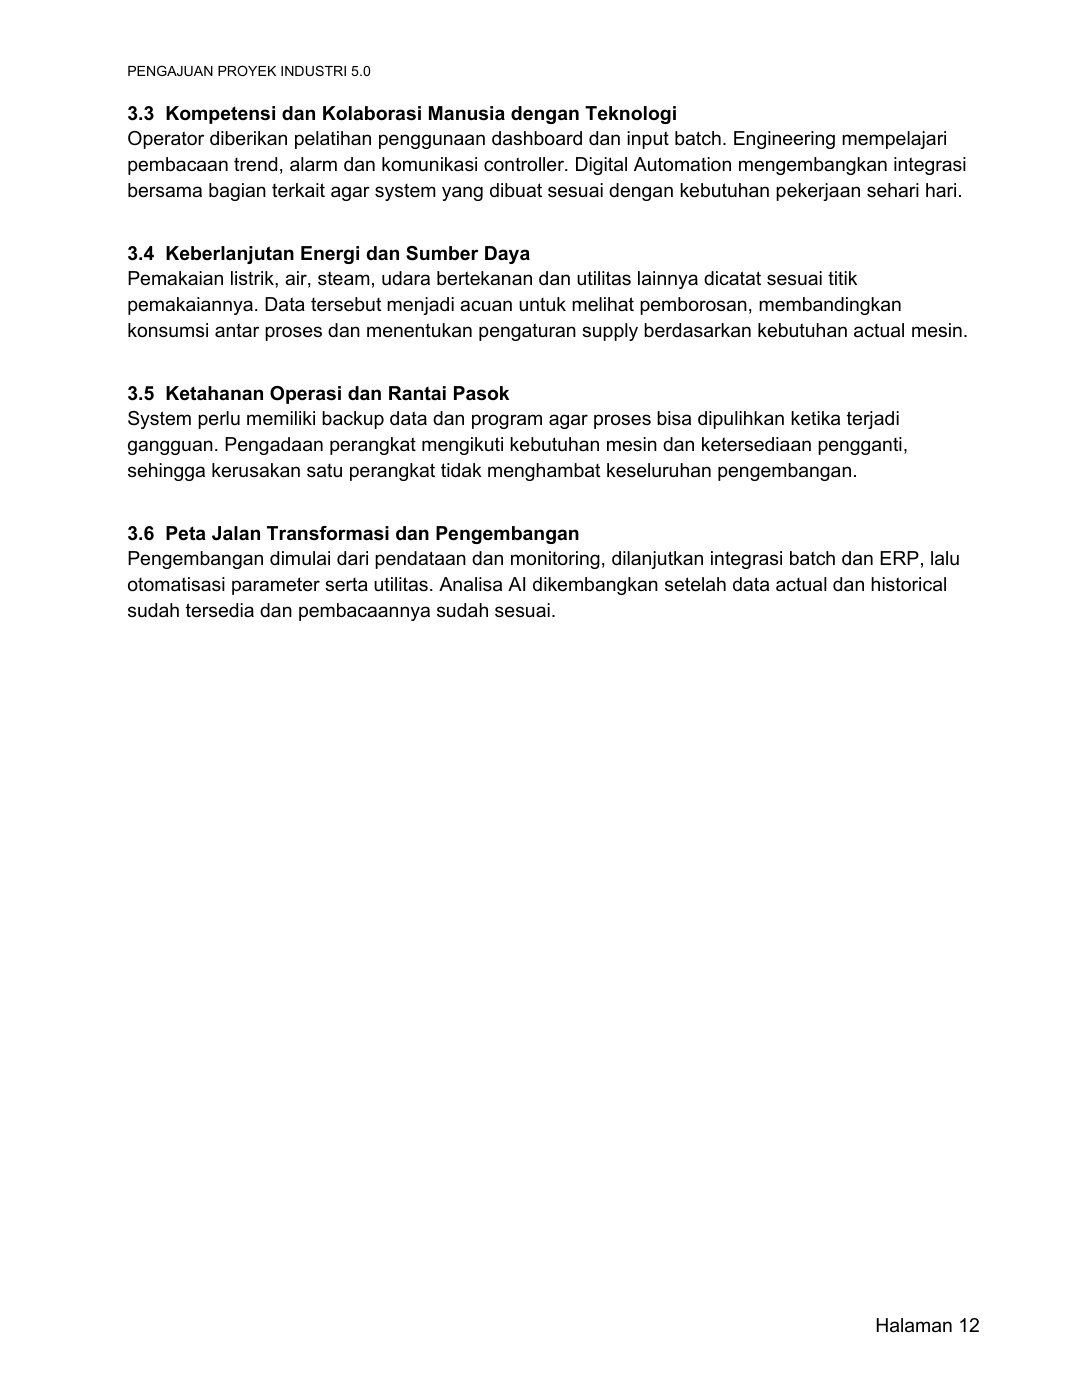 PENGAJUAN PROYEK INDUSTRI 5.0
3.3 Kompetensi dan Kolaborasi Manusia dengan Teknologi
Operator diberikan pelatihan penggunaan dashboard dan input batch. Engineering mempelajari
pembacaan trend, alarm dan komunikasi controller. Digital Automation mengembangkan integrasi
bersama bagian terkait agar system yang dibuat sesuai dengan kebutuhan pekerjaan sehari hari.
3.4 Keberlanjutan Energi dan Sumber Daya
Pemakaian listrik, air, steam, udara bertekanan dan utilitas lainnya dicatat sesuai titik
pemakaiannya. Data tersebut menjadi acuan untuk melihat pemborosan, membandingkan
konsumsi antar proses dan menentukan pengaturan supply berdasarkan kebutuhan actual mesin.
3.5 Ketahanan Operasi dan Rantai Pasok
System perlu memiliki backup data dan program agar proses bisa dipulihkan ketika terjadi
gangguan. Pengadaan perangkat mengikuti kebutuhan mesin dan ketersediaan pengganti,
sehingga kerusakan satu perangkat tidak menghambat keseluruhan pengembangan.
3.6 Peta Jalan Transformasi dan Pengembangan
Pengembangan dimulai dari pendataan dan monitoring, dilanjutkan integrasi batch dan ERP, lalu
otomatisasi parameter serta utilitas. Analisa AI dikembangkan setelah data actual dan historical
sudah tersedia dan pembacaannya sudah sesuai.
Halaman 12